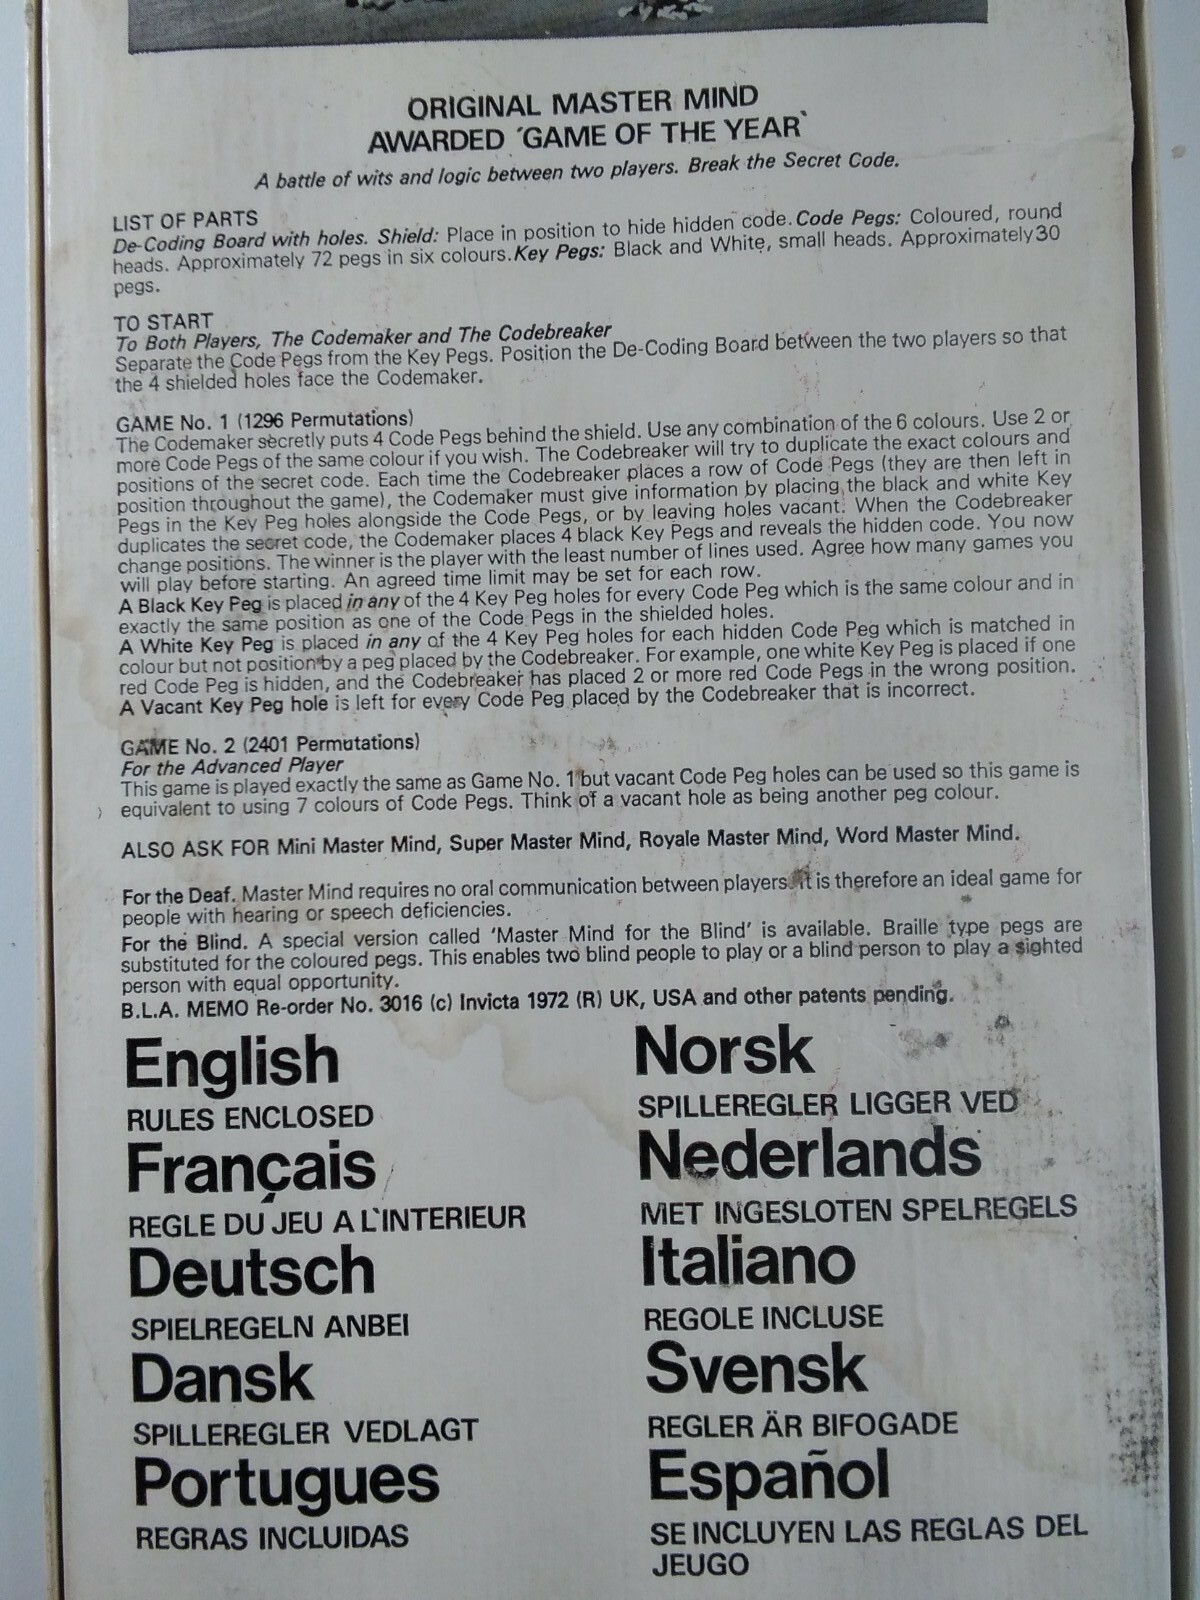 ORIGINAL MASTER MIND
AWARDED 'GAME OF THE YEAR'
A battle of wits and logic between two players. Break the Secret Code.
LIST OF PARTS
De-Coding Board with holes. Shield: Place in position to hide hidden code. Code Pegs: Coloured, round
heads. Approximately 72 pegs in six colours. Key Pegs: Black and White, small heads. Approximately 30
pegs.
TO START
To Both Players, The Codemaker and The Codebreaker
Separate the Code Pegs from the Key Pegs. Position the De-Coding Board between the two players so that
the 4 shielded holes face the Codemaker.
GAME No. 1 (1296 Permutations)
The Codemaker secretly puts 4 Code Pegs behind the shield. Use any combination of the 6 colours. Use 2 or
more Code Pegs of the same colour if you wish. The Codebreaker will try to duplicate the exact colours and
positions of the secret code. Each time the Codebreaker places a row of Code Pegs (they are then left in
position throughout the game), the Codemaker must give information by placing the black and white Key
Pegs in the Key Peg holes alongside the Code Pegs, or by leaving holes vacant. When the Codebreaker
duplicates the secret code, the Codemaker places 4 black Key Pegs and reveals the hidden code. You now
change positions. The winner is the player with the least number of lines used. Agree how many games you
will play before starting. An agreed time limit may be set for each row.
A Black Key Peg is placed in any of the 4 Key Peg holes for every Code Peg which is the same colour and in
exactly the same position as one of the Code Pegs in the shielded holes.
A White Key Peg is placed in any of the 4 Key Peg holes for each hidden Code Peg which is matched in
colour but not position by a peg placed by the Codebreaker. For example, one white Key Peg is placed if one
red Code Peg is hidden, and the Codebreaker has placed 2 or more red Code Pegs in the wrong position.
A Vacant Key Peg hole is left for every Code Peg placed by the Codebreaker that is incorrect.
GAME No. 2 (2401 Permutations)
For the Advanced Player
This game is played exactly the same as Game No. 1 but vacant Code Peg holes can be used so this game is
equivalent to using 7 colours of Code Pegs. Think of a vacant hole as being another peg colour.
ALSO ASK FOR Mini Master Mind, Super Master Mind, Royale Master Mind, Word Master Mind.
For the Deaf. Master Mind requires no oral communication between players. It is therefore an ideal game for
people with hearing or speech deficiencies.
For the Blind. A special version called 'Master Mind for the Blind' is available. Braille type pegs are
substituted for the coloured pegs. This enables two blind people to play or a blind person to play a sighted
person with equal opportunity.
B.L.A. MEMO Re-order No. 3016 (c) Invicta 1972 (R) UK, USA and other patents pending.
English
RULES ENCLOSED
Français
REGLE DU JEU A L'INTERIEUR
Deutsch
SPIELREGELN ANBEI
Dansk
SPILLEREGLER VEDLAGT
Portugues
REGRAS INCLUIDAS
Norsk
SPILLEREGLER LIGGER VED
Nederlands
MET INGESLOTEN SPELREGELS
Italiano
REGOLE INCLUSE
Svensk
REGLER ÄR BIFOGADE
Español
SE INCLUYEN LAS REGLAS DEL
JEUGO